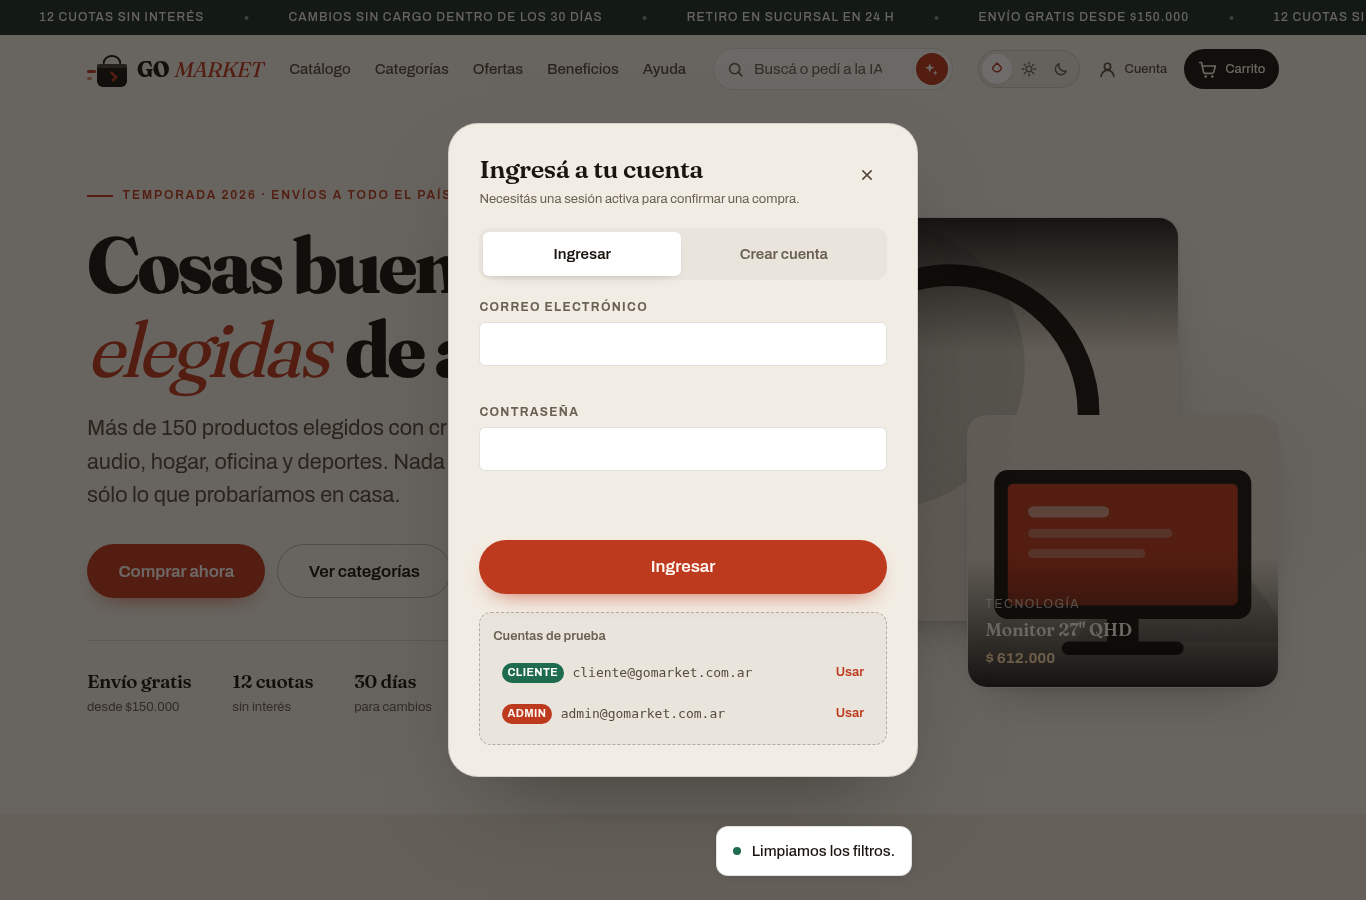 12 CUOTAS SIN INTERÉS • CAMBIOS SIN CARGO DENTRO DE LOS 30 DÍAS • RETIRO EN SUCURSAL EN 24 H • ENVÍO GRATIS DESDE $150.000 • 12 CUOTAS SI
GO MARKET Catálogo Categorías Ofertas Beneficios Ayuda Buscá o pedí a la IA Cuenta Carrito
TEMPORADA 2026 · ENVÍOS A TODO EL PAÍS
Cosas buen
elegidas de a
Más de 150 productos elegidos con cr
audio, hogar, oficina y deportes. Nada
sólo lo que probaríamos en casa.
Comprar ahora Ver categorías
Envío gratis 12 cuotas 30 días
desde $150.000 sin interés para cambios
Ingresá a tu cuenta
Necesitás una sesión activa para confirmar una compra.
Ingresar Crear cuenta
CORREO ELECTRÓNICO
CONTRASEÑA
Ingresar
Cuentas de prueba
CLIENTE cliente@gomarket.com.ar Usar
ADMIN admin@gomarket.com.ar Usar
TECNOLOGÍA
Monitor 27" QHD
$ 612.000
Limpiamos los filtros.